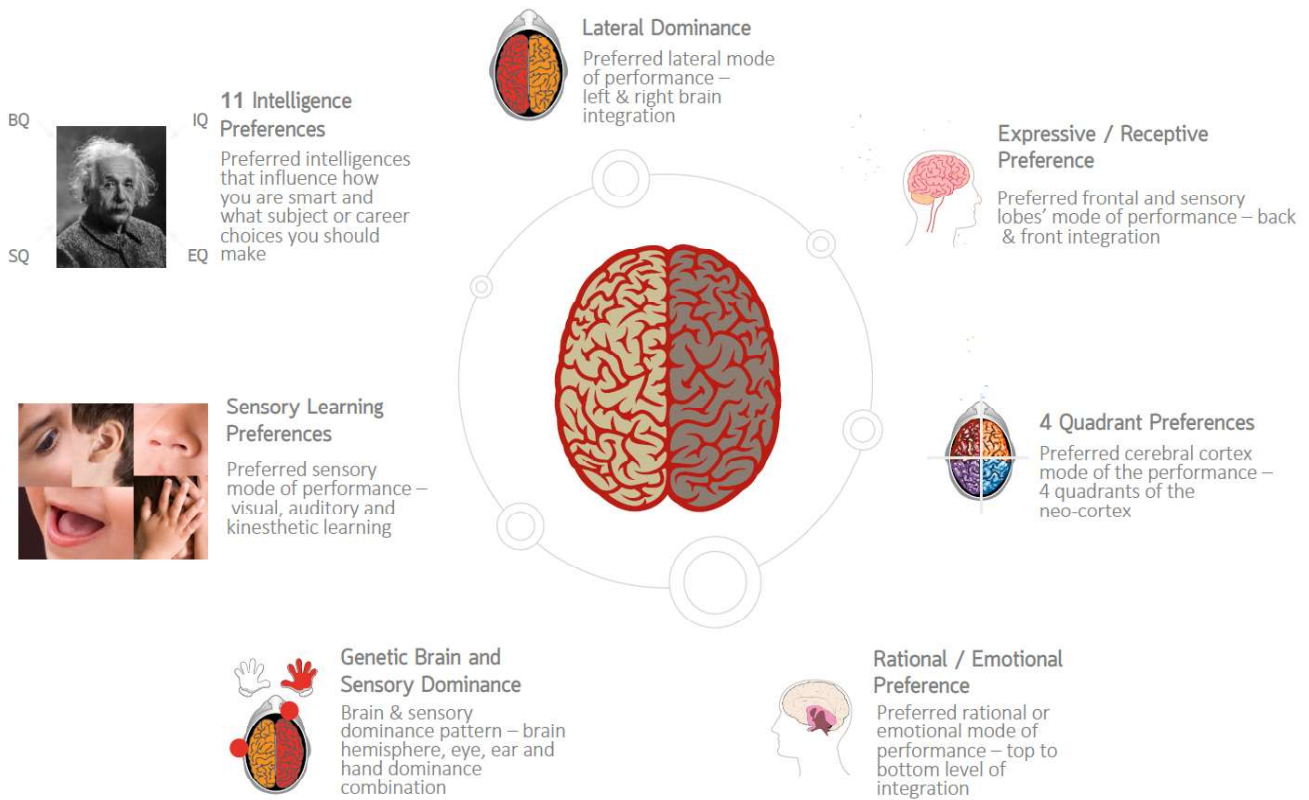 Lateral Dominance
Preferred lateral mode
of performance –
left & right brain
integration
Expressive / Receptive
Preference
Preferred frontal and sensory
lobes' mode of performance – back
& front integration
4 Quadrant Preferences
Preferred cerebral cortex
mode of the performance –
4 quadrants of the
neo-cortex
Rational / Emotional
Preference
Preferred rational or
emotional mode of
performance – top to
bottom level of
integration
Genetic Brain and
Sensory Dominance
Brain & sensory
dominance pattern – brain
hemisphere, eye, ear and
hand dominance
combination
Sensory Learning
Preferences
Preferred sensory
mode of performance –
visual, auditory and
kinesthetic learning
11 Intelligence
Preferences
Preferred intelligences
that influence how
you are smart and
what subject or career
choices you should
make
BQ
IQ
SQ
EQ